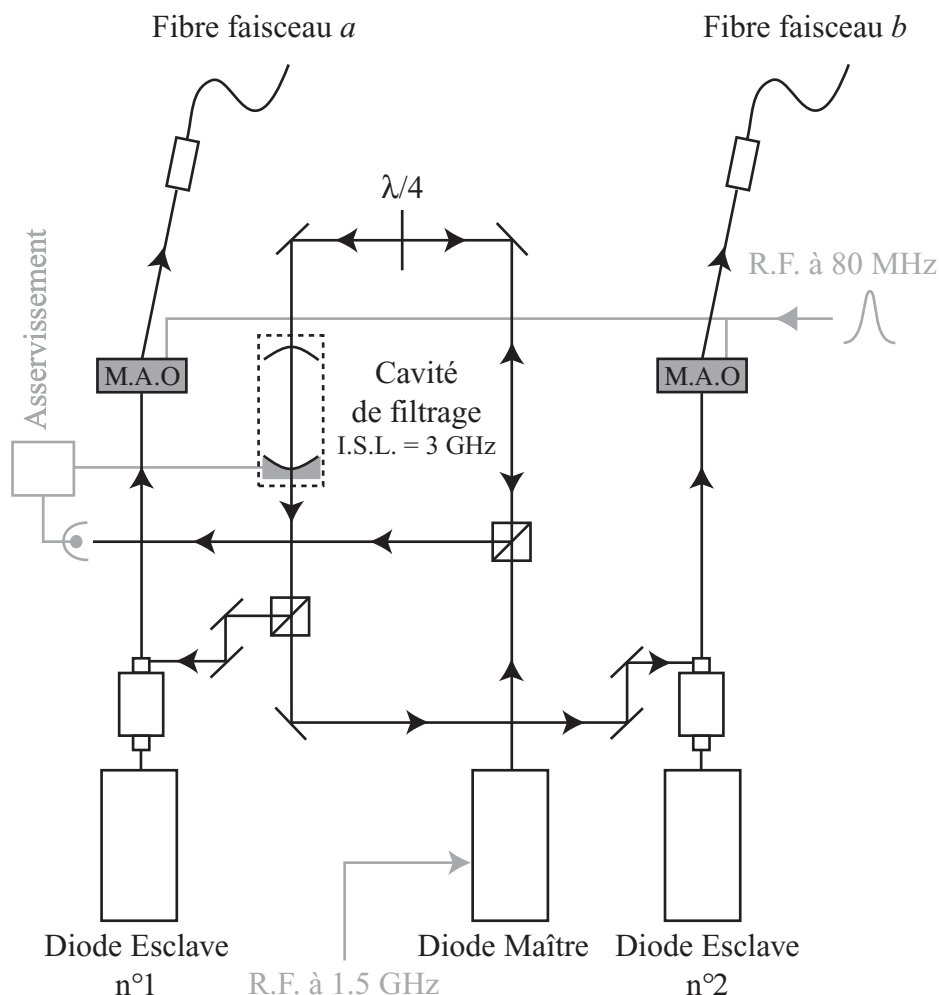 Fibre faisceau a
Fibre faisceau b
λ/4
Asservissement
R.F. à 80 MHz
M.A.O
M.A.O
Cavité
de filtrage
I.S.L. = 3 GHz
Diode Esclave
n°1
Diode Maître
Diode Esclave
n°2
R.F. à 1.5 GHz